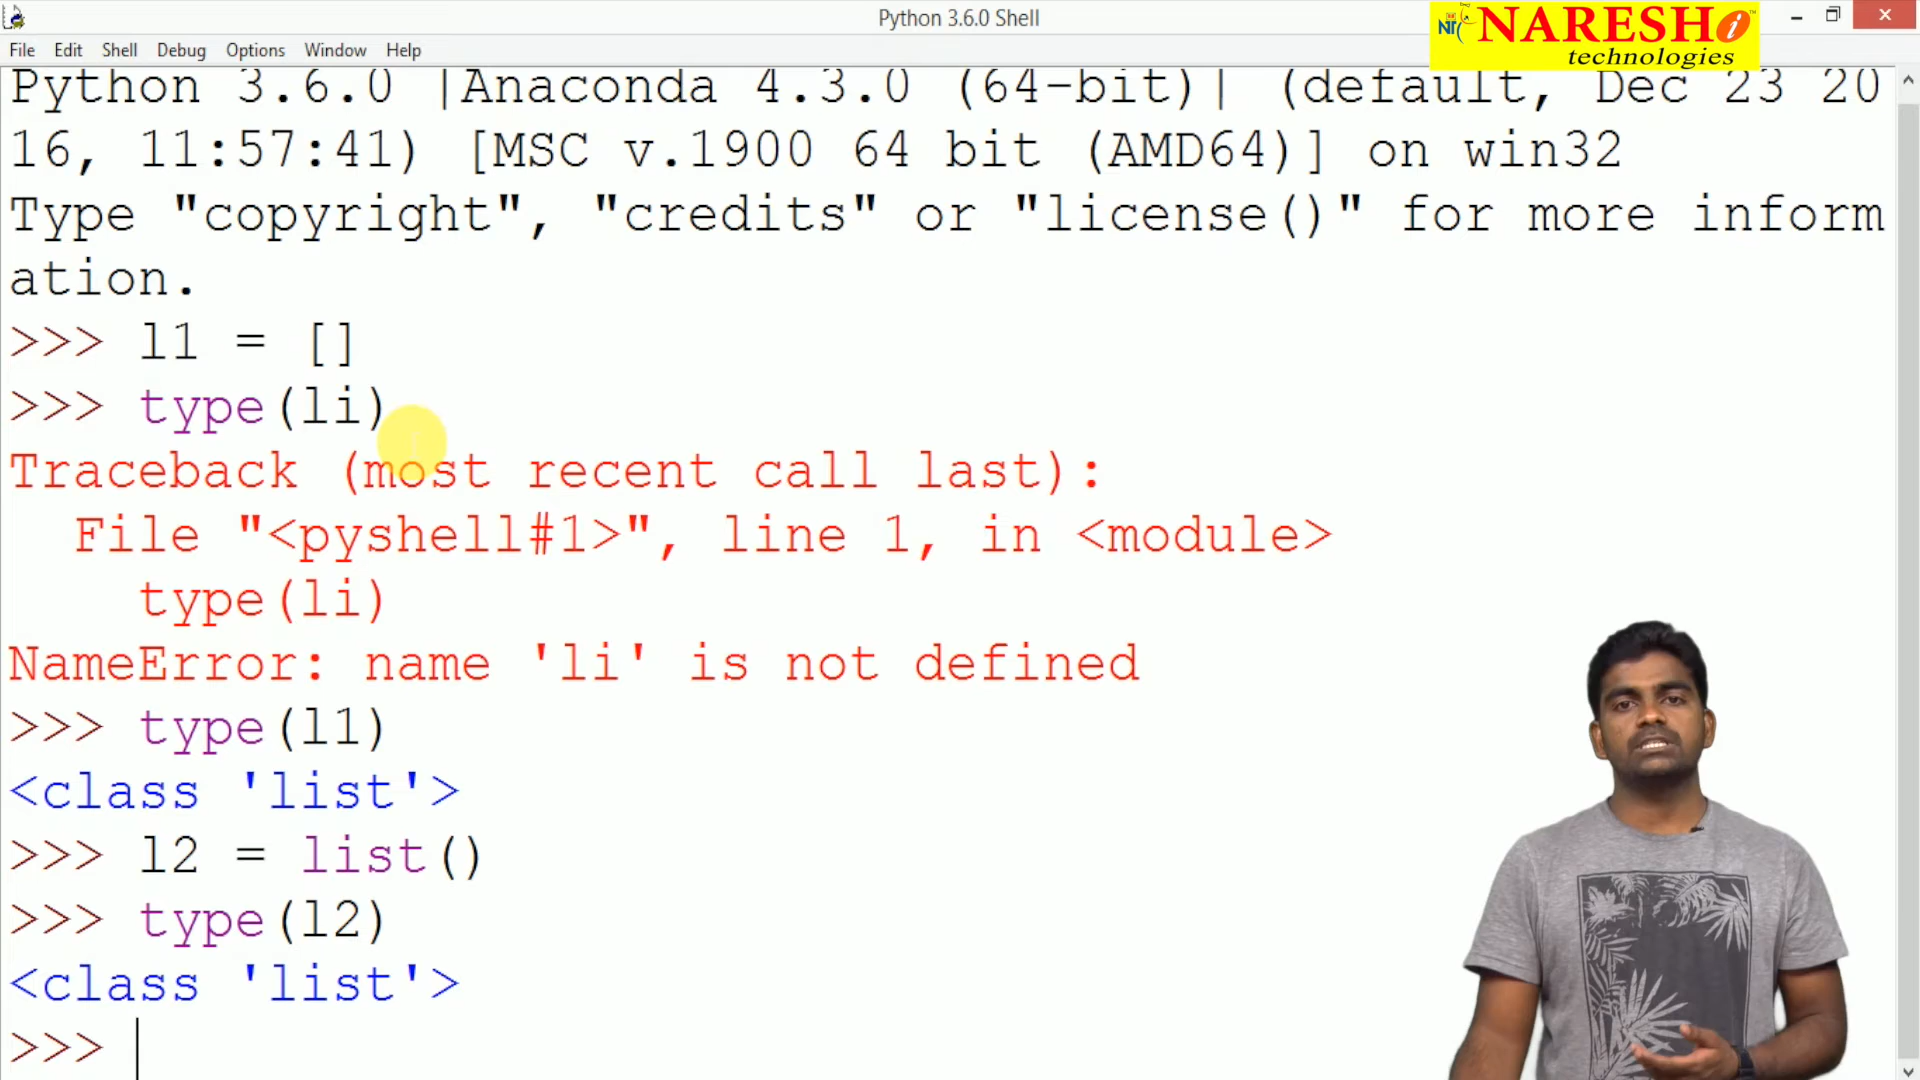 Python 3.6.0 Shell
NARESH i
technologies
File Edit Shell Debug Options Window Help
Python 3.6.0 |Anaconda 4.3.0 (64-bit)| (default, Dec 23 20
16, 11:57:41) [MSC v.1900 64 bit (AMD64)] on win32
Type "copyright", "credits" or "license()" for more inform
ation.
>>> l1 = []
>>> type(li)
Traceback (most recent call last):
  File "<pyshell#1>", line 1, in <module>
    type(li)
NameError: name 'li' is not defined
>>> type(l1)
<class 'list'>
>>> l2 = list()
>>> type(l2)
<class 'list'>
>>>